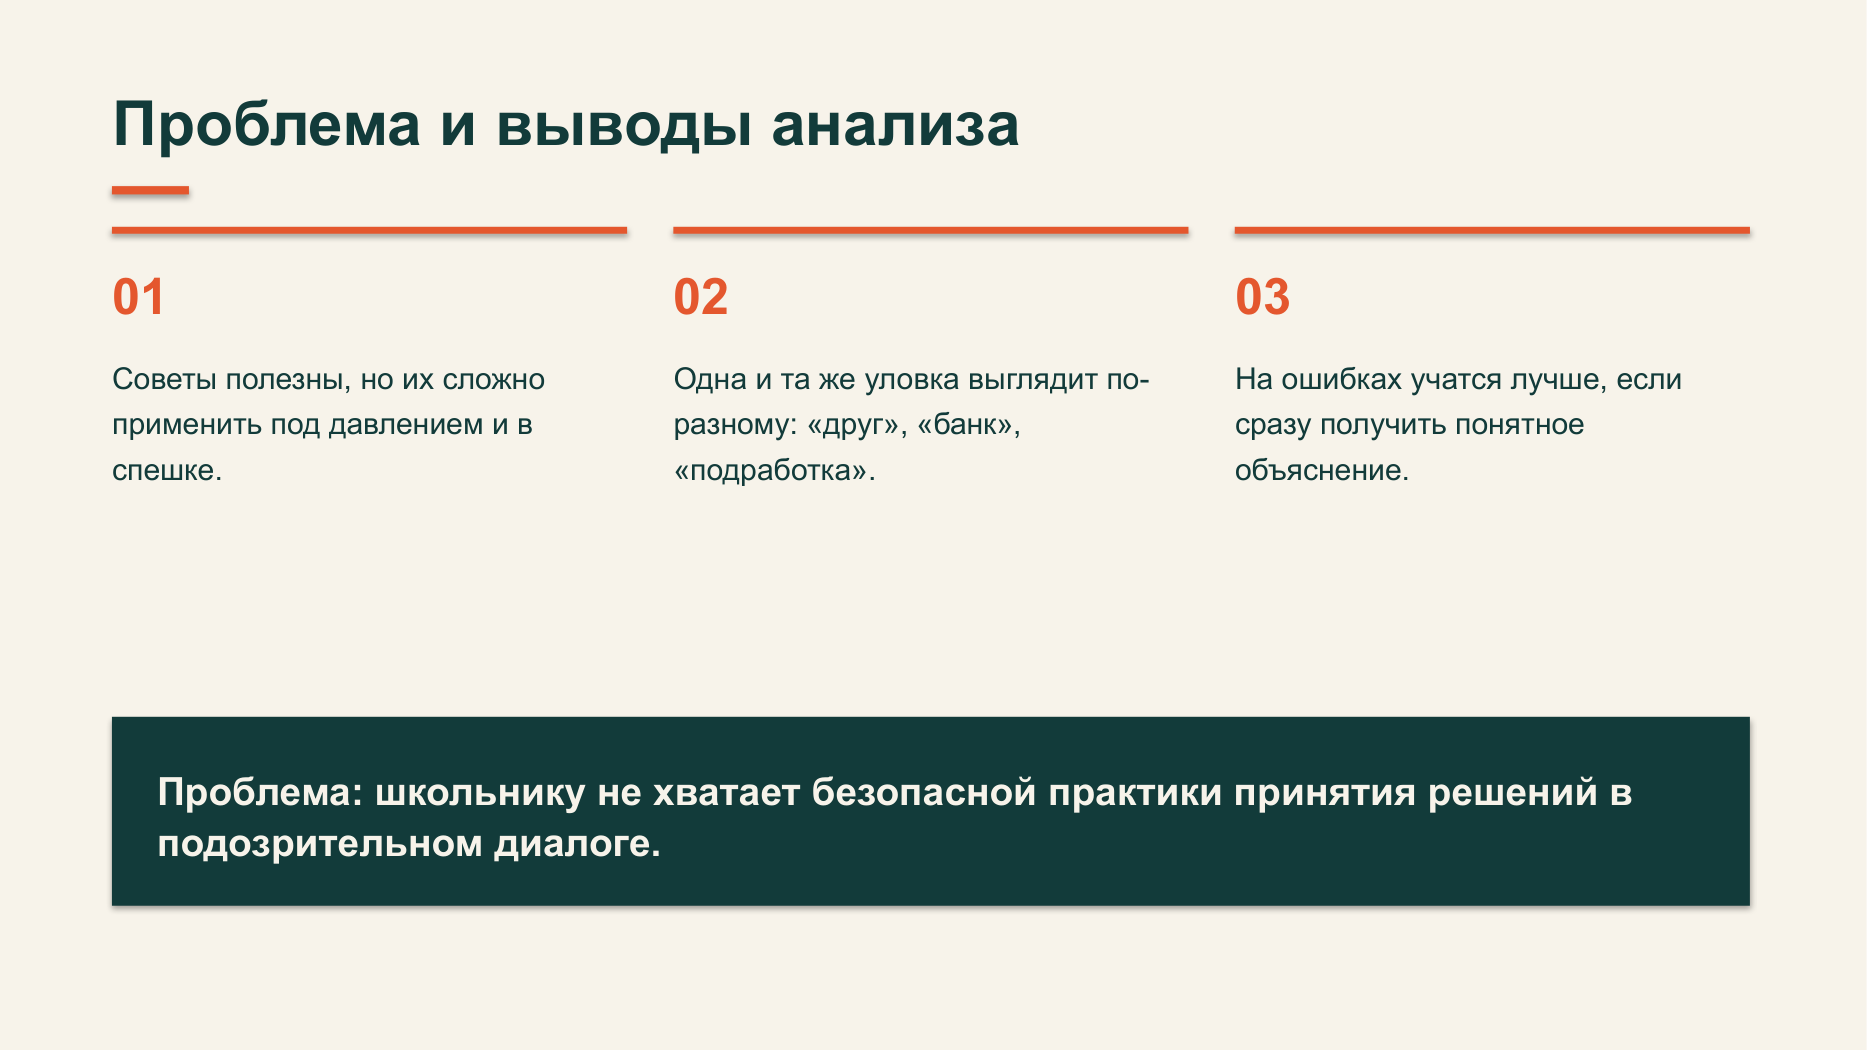 Проблема и выводы анализа
01
Советы полезны, но их сложно
применить под давлением и в
спешке.
02
Одна и та же уловка выглядит по-
разному: «друг», «банк»,
«подработка».
03
На ошибках учатся лучше, если
сразу получить понятное
объяснение.
Проблема: школьнику не хватает безопасной практики принятия решений в
подозрительном диалоге.